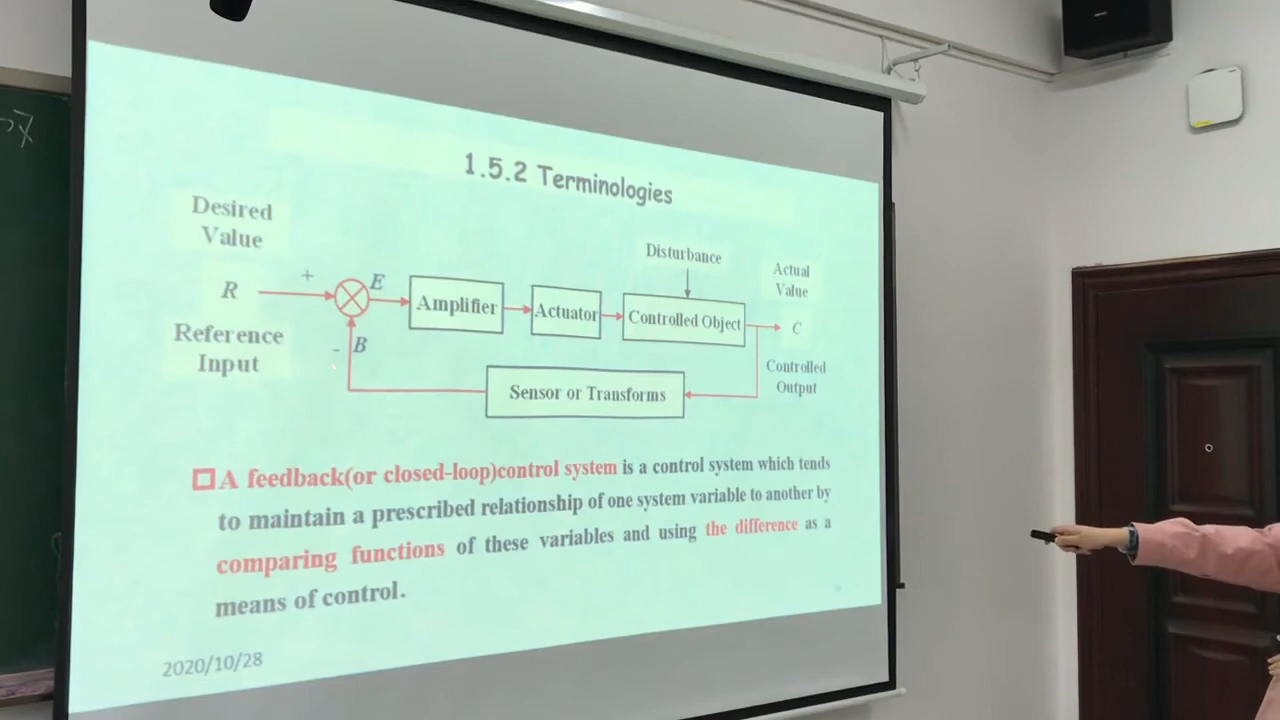 1.5.2 Terminologies
Desired
Value
Disturbance
Actual
Value
R
+
E
Amplifier
Actuator
Controlled Object
C
Reference
Input
-
B
Sensor or Transforms
Controlled
Output
A feedback(or closed-loop)control system is a control system which tends
to maintain a prescribed relationship of one system variable to another by
comparing functions of these variables and using the difference as a
means of control.
2020/10/28